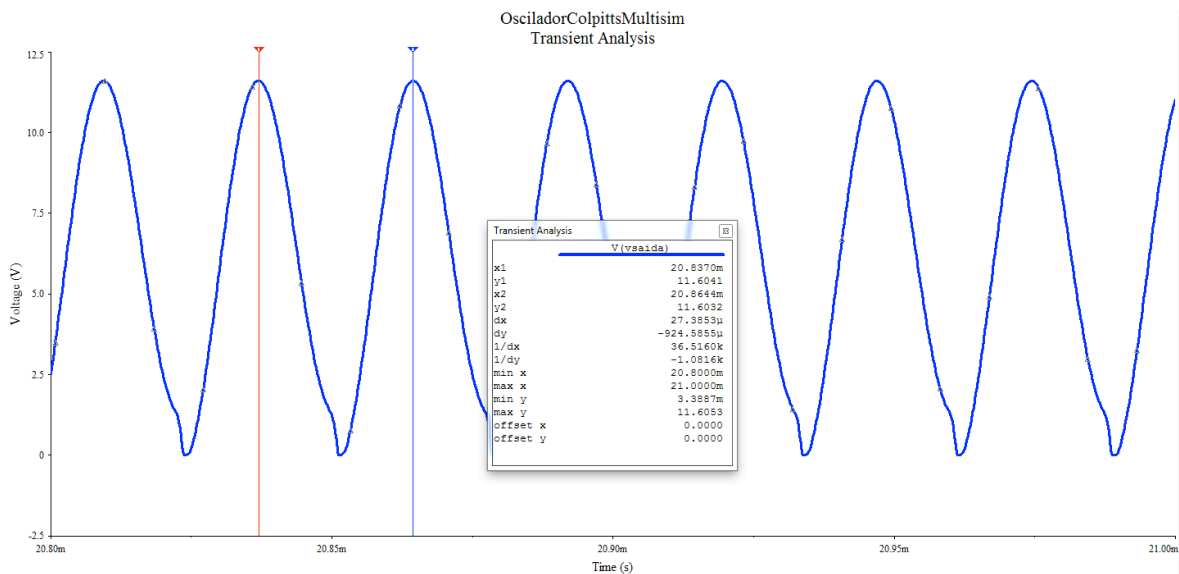 OsciladorColpittsMultisim
Transient Analysis
12.5
10.0
7.5
5.0
2.5
0
-2.5
Voltage (V)
Transient Analysis
V(vsaida)
x1 20.8370m
y1 11.6041
x2 20.8644m
y2 11.6032
dx 27.3853µ
dy -924.5855µ
1/dx 36.5160k
1/dy -1.0816k
min x 20.8000m
max x 21.0000m
min y 3.3887m
max y 11.6053
offset x 0.0000
offset y 0.0000
20.80m 20.85m 20.90m 20.95m 21.00m
Time (s)